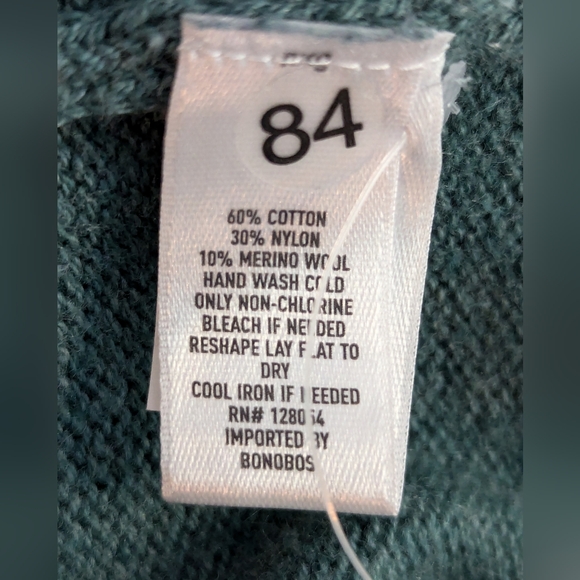 84
60% COTTON
30% NYLON
10% MERINO WOOL
HAND WASH COLD
ONLY NON-CHLORINE
BLEACH IF NEEDED
RESHAPE LAY FLAT TO
DRY
COOL IRON IF NEEDED
RN#
IMPORTED BY
BONOBOS